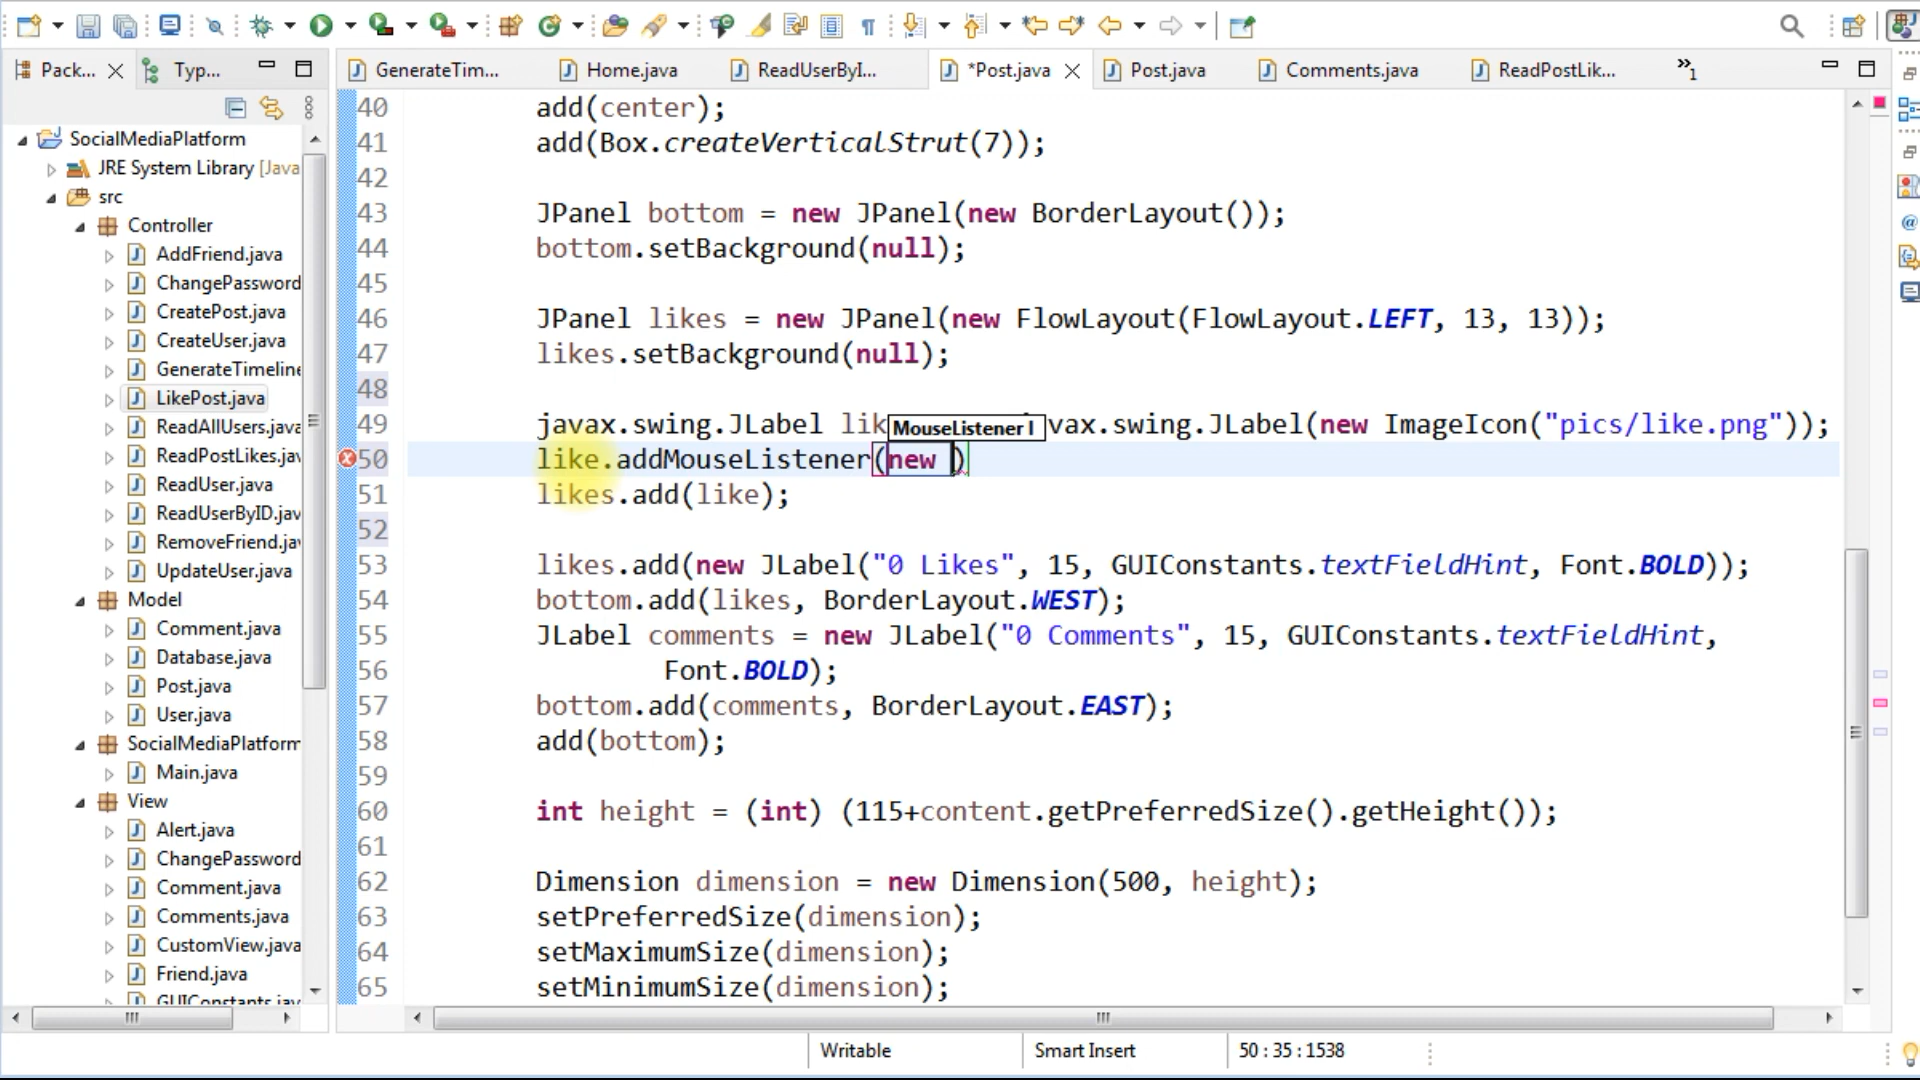 Pack...
Typ...
GenerateTim...
Home.java
ReadUserByI...
*Post.java
Post.java
Comments.java
ReadPostLik...
»1
SocialMediaPlatform
JRE System Library [Java
src
Controller
AddFriend.java
ChangePassword
CreatePost.java
CreateUser.java
GenerateTimeline
LikePost.java
ReadAllUsers.java
ReadPostLikes.jav
ReadUser.java
ReadUserByID.jav
RemoveFriend.jav
UpdateUser.java
Model
Comment.java
Database.java
Post.java
User.java
SocialMediaPlatform
Main.java
View
Alert.java
ChangePassword
Comment.java
Comments.java
CustomView.java
Friend.java
GUIConstants.jav
40 add(center);
41 add(Box.createVerticalStrut(7));
42
43 JPanel bottom = new JPanel(new BorderLayout());
44 bottom.setBackground(null);
45
46 JPanel likes = new JPanel(new FlowLayout(FlowLayout.LEFT, 13, 13));
47 likes.setBackground(null);
48
49 javax.swing.JLabel lik MouseListener l vax.swing.JLabel(new ImageIcon("pics/like.png"));
50 like.addMouseListener(new )
51 likes.add(like);
52
53 likes.add(new JLabel("0 Likes", 15, GUIConstants.textFieldHint, Font.BOLD));
54 bottom.add(likes, BorderLayout.WEST);
55 JLabel comments = new JLabel("0 Comments", 15, GUIConstants.textFieldHint,
56 Font.BOLD);
57 bottom.add(comments, BorderLayout.EAST);
58 add(bottom);
59
60 int height = (int) (115+content.getPreferredSize().getHeight());
61
62 Dimension dimension = new Dimension(500, height);
63 setPreferredSize(dimension);
64 setMaximumSize(dimension);
65 setMinimumSize(dimension);
Writable
Smart Insert
50 : 35 : 1538